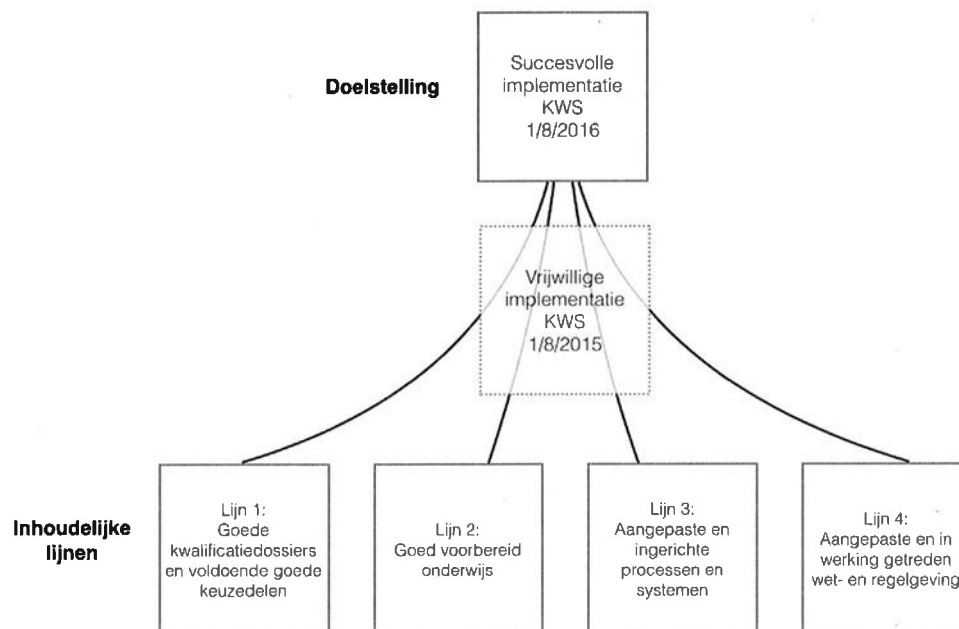 Doelstelling
Succesvolle
implementatie
KWS
1/8/2016
Vrijwillige
implementatie
KWS
1/8/2015
Inhoudelijke
lijnen
Lijn 1:
Goede
kwalificatiedossiers
en voldoende goede
keuzedelen
Lijn 2:
Goed voorbereid
onderwijs
Lijn 3:
Aangepaste en
ingerichte
processen en
systemen
Lijn 4:
Aangepaste en in
werking getreden
wet- en regelgeving